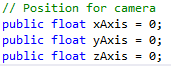 // Position for camera
public float xAxis = 0;
public float yAxis = 0;
public float zAxis = 0;